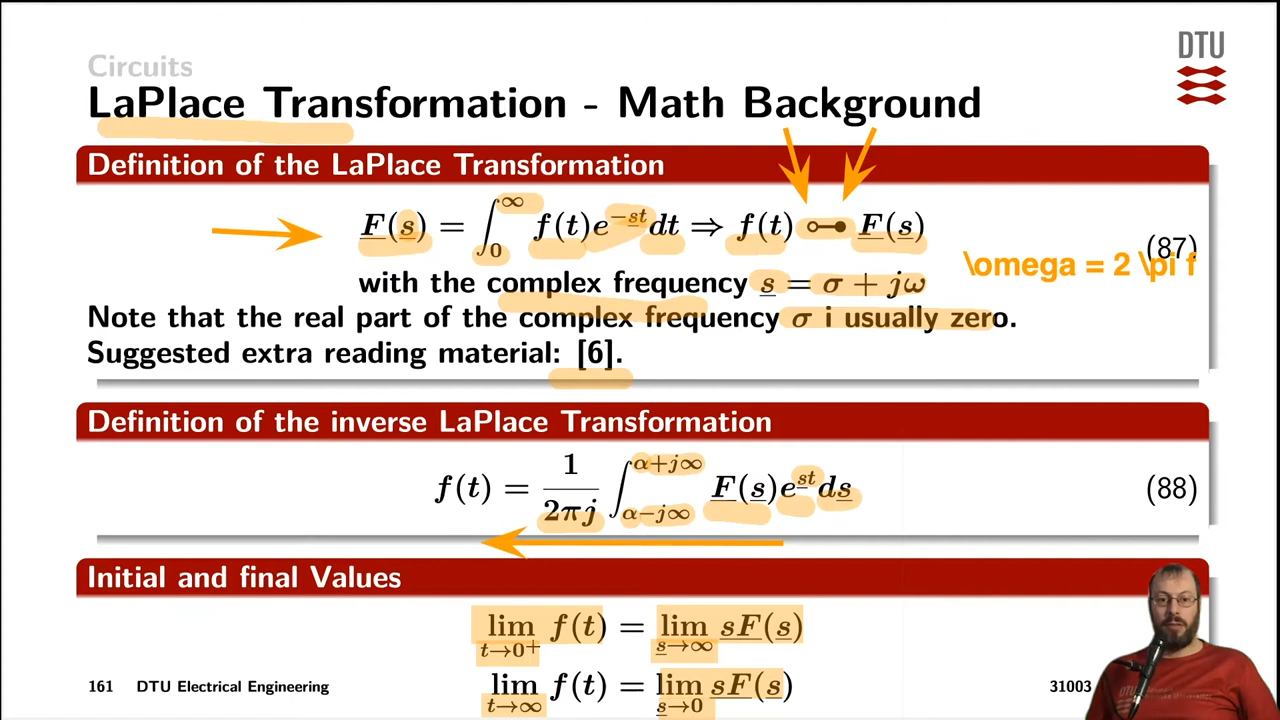 Circuits
DTU
LaPlace Transformation - Math Background
Definition of the LaPlace Transformation
F(s) = ∫₀^∞ f(t)e^{−st}dt ⇒ f(t) ○─● F(s)
(87)
\omega = 2 \pi f
with the complex frequency s = σ + jω
Note that the real part of the complex frequency σ i usually zero.
Suggested extra reading material: [6].
Definition of the inverse LaPlace Transformation
f(t) = 1/(2πj) ∫_{α−j∞}^{α+j∞} F(s)e^{st}ds (88)
Initial and final Values
lim_{t→0⁺} f(t) = lim_{s→∞} sF(s)
lim_{t→∞} f(t) = lim_{s→0} sF(s)
161 DTU Electrical Engineering 31003